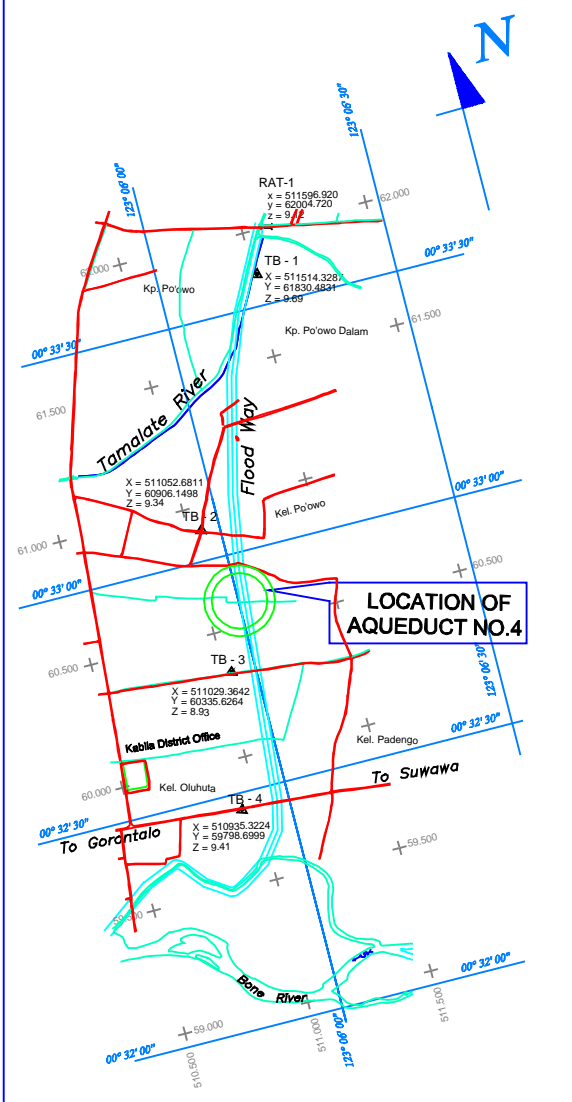 N
123° 06' 30"
123° 06' 00"
RAT-1
x = 511596.920
y = 62004.720
62.000
TB - 1
X = 511514.3287
Y = 61830.4831
Z = 9.69
00° 33' 30"
Kp. Po'owo
Kp. Po'owo Dalam
61.500
00° 33' 30"
Tamalate River
61.500
Flood Way
X = 511052.6811
Y = 60906.1498
Z = 9.34
TB - 2
Kel. Po'owo
00° 33' 00"
61.000
60.500
00° 33' 00"
LOCATION OF
AQUEDUCT NO.4
TB - 3
60.500
123° 06' 30"
X = 511029.3642
Y = 60335.6264
Z = 8.93
00° 32' 30"
Kabila District Office
Kel. Padengo
To Suwawa
Kel. Oluhuta
60.000
TB - 4
00° 32' 30"
To Gorontalo
X = 510935.3224
Y = 59798.6999
Z = 9.41
59.500
59.500
00° 32' 00"
Bone River
511.500
59.000
511.000
123° 06' 00"
00° 32' 00"
510.500